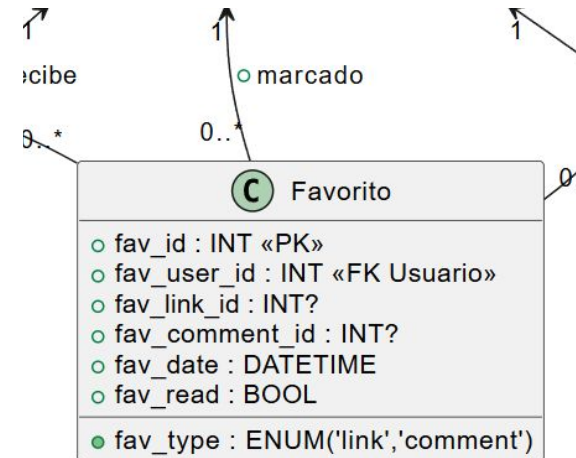 1
1
1
marcado
0..*
0..*
C Favorito
fav_id : INT «PK»
fav_user_id : INT «FK Usuario»
fav_link_id : INT?
fav_comment_id : INT?
fav_date : DATETIME
fav_read : BOOL
fav_type : ENUM('link','comment')